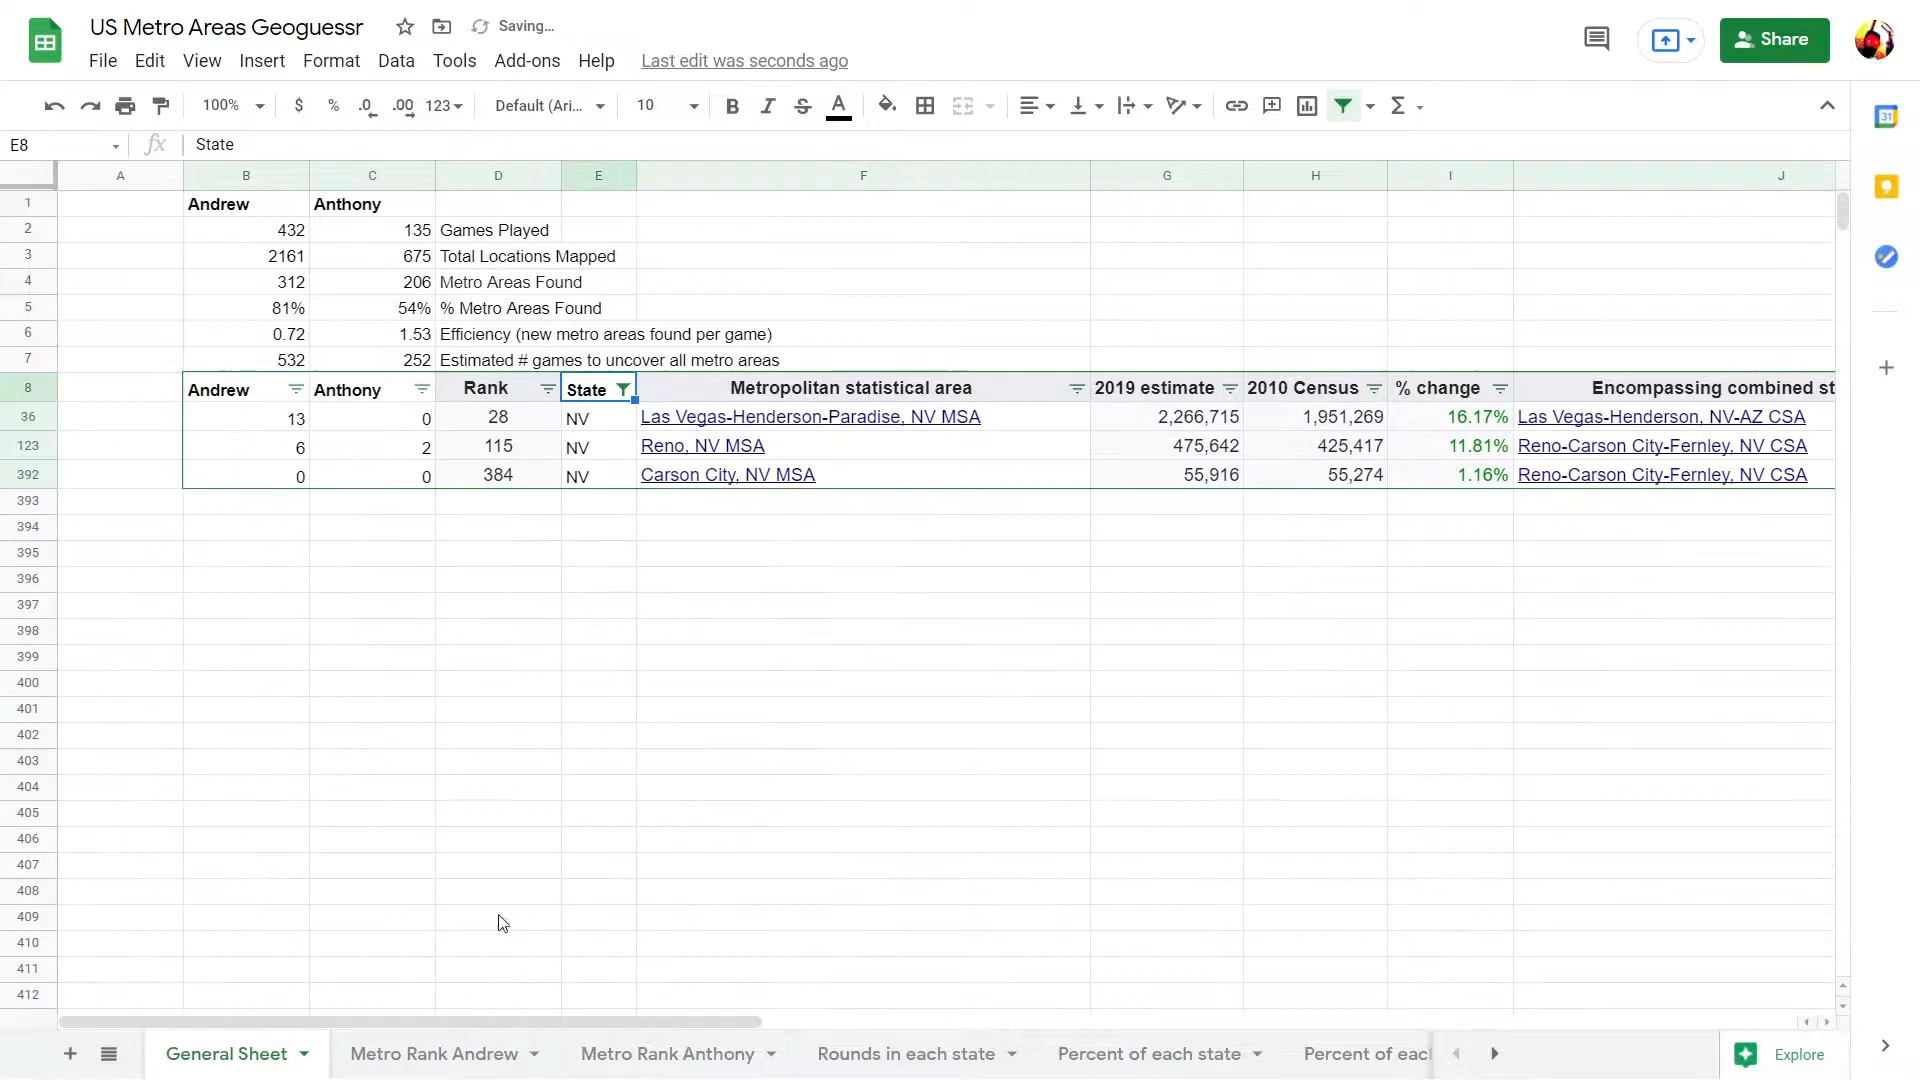 US Metro Areas Geoguessr Saving...
File Edit View Insert Format Data Tools Add-ons Help Last edit was seconds ago
Share
100% $ % .0 .00 123 Default (Ari... 10 B I S A Σ
31
E8 fx State
A B C D E F G H I J
1 Andrew Anthony
2 432 135 Games Played
3 2161 675 Total Locations Mapped
4 312 206 Metro Areas Found
5 81% 54% % Metro Areas Found
6 0.72 1.53 Efficiency (new metro areas found per game)
7 532 252 Estimated # games to uncover all metro areas
8 Andrew Anthony Rank State Metropolitan statistical area 2019 estimate 2010 Census % change Encompassing combined st
36 13 0 28 NV Las Vegas-Henderson-Paradise, NV MSA 2,266,715 1,951,269 16.17% Las Vegas-Henderson, NV-AZ CSA
123 6 2 115 NV Reno, NV MSA 475,642 425,417 11.81% Reno-Carson City-Fernley, NV CSA
392 0 0 384 NV Carson City, NV MSA 55,916 55,274 1.16% Reno-Carson City-Fernley, NV CSA
393
394
395
396
397
398
399
400
401
402
403
404
405
406
407
408
409
410
411
412
General Sheet Metro Rank Andrew Metro Rank Anthony Rounds in each state Percent of each state Percent of eac Explore